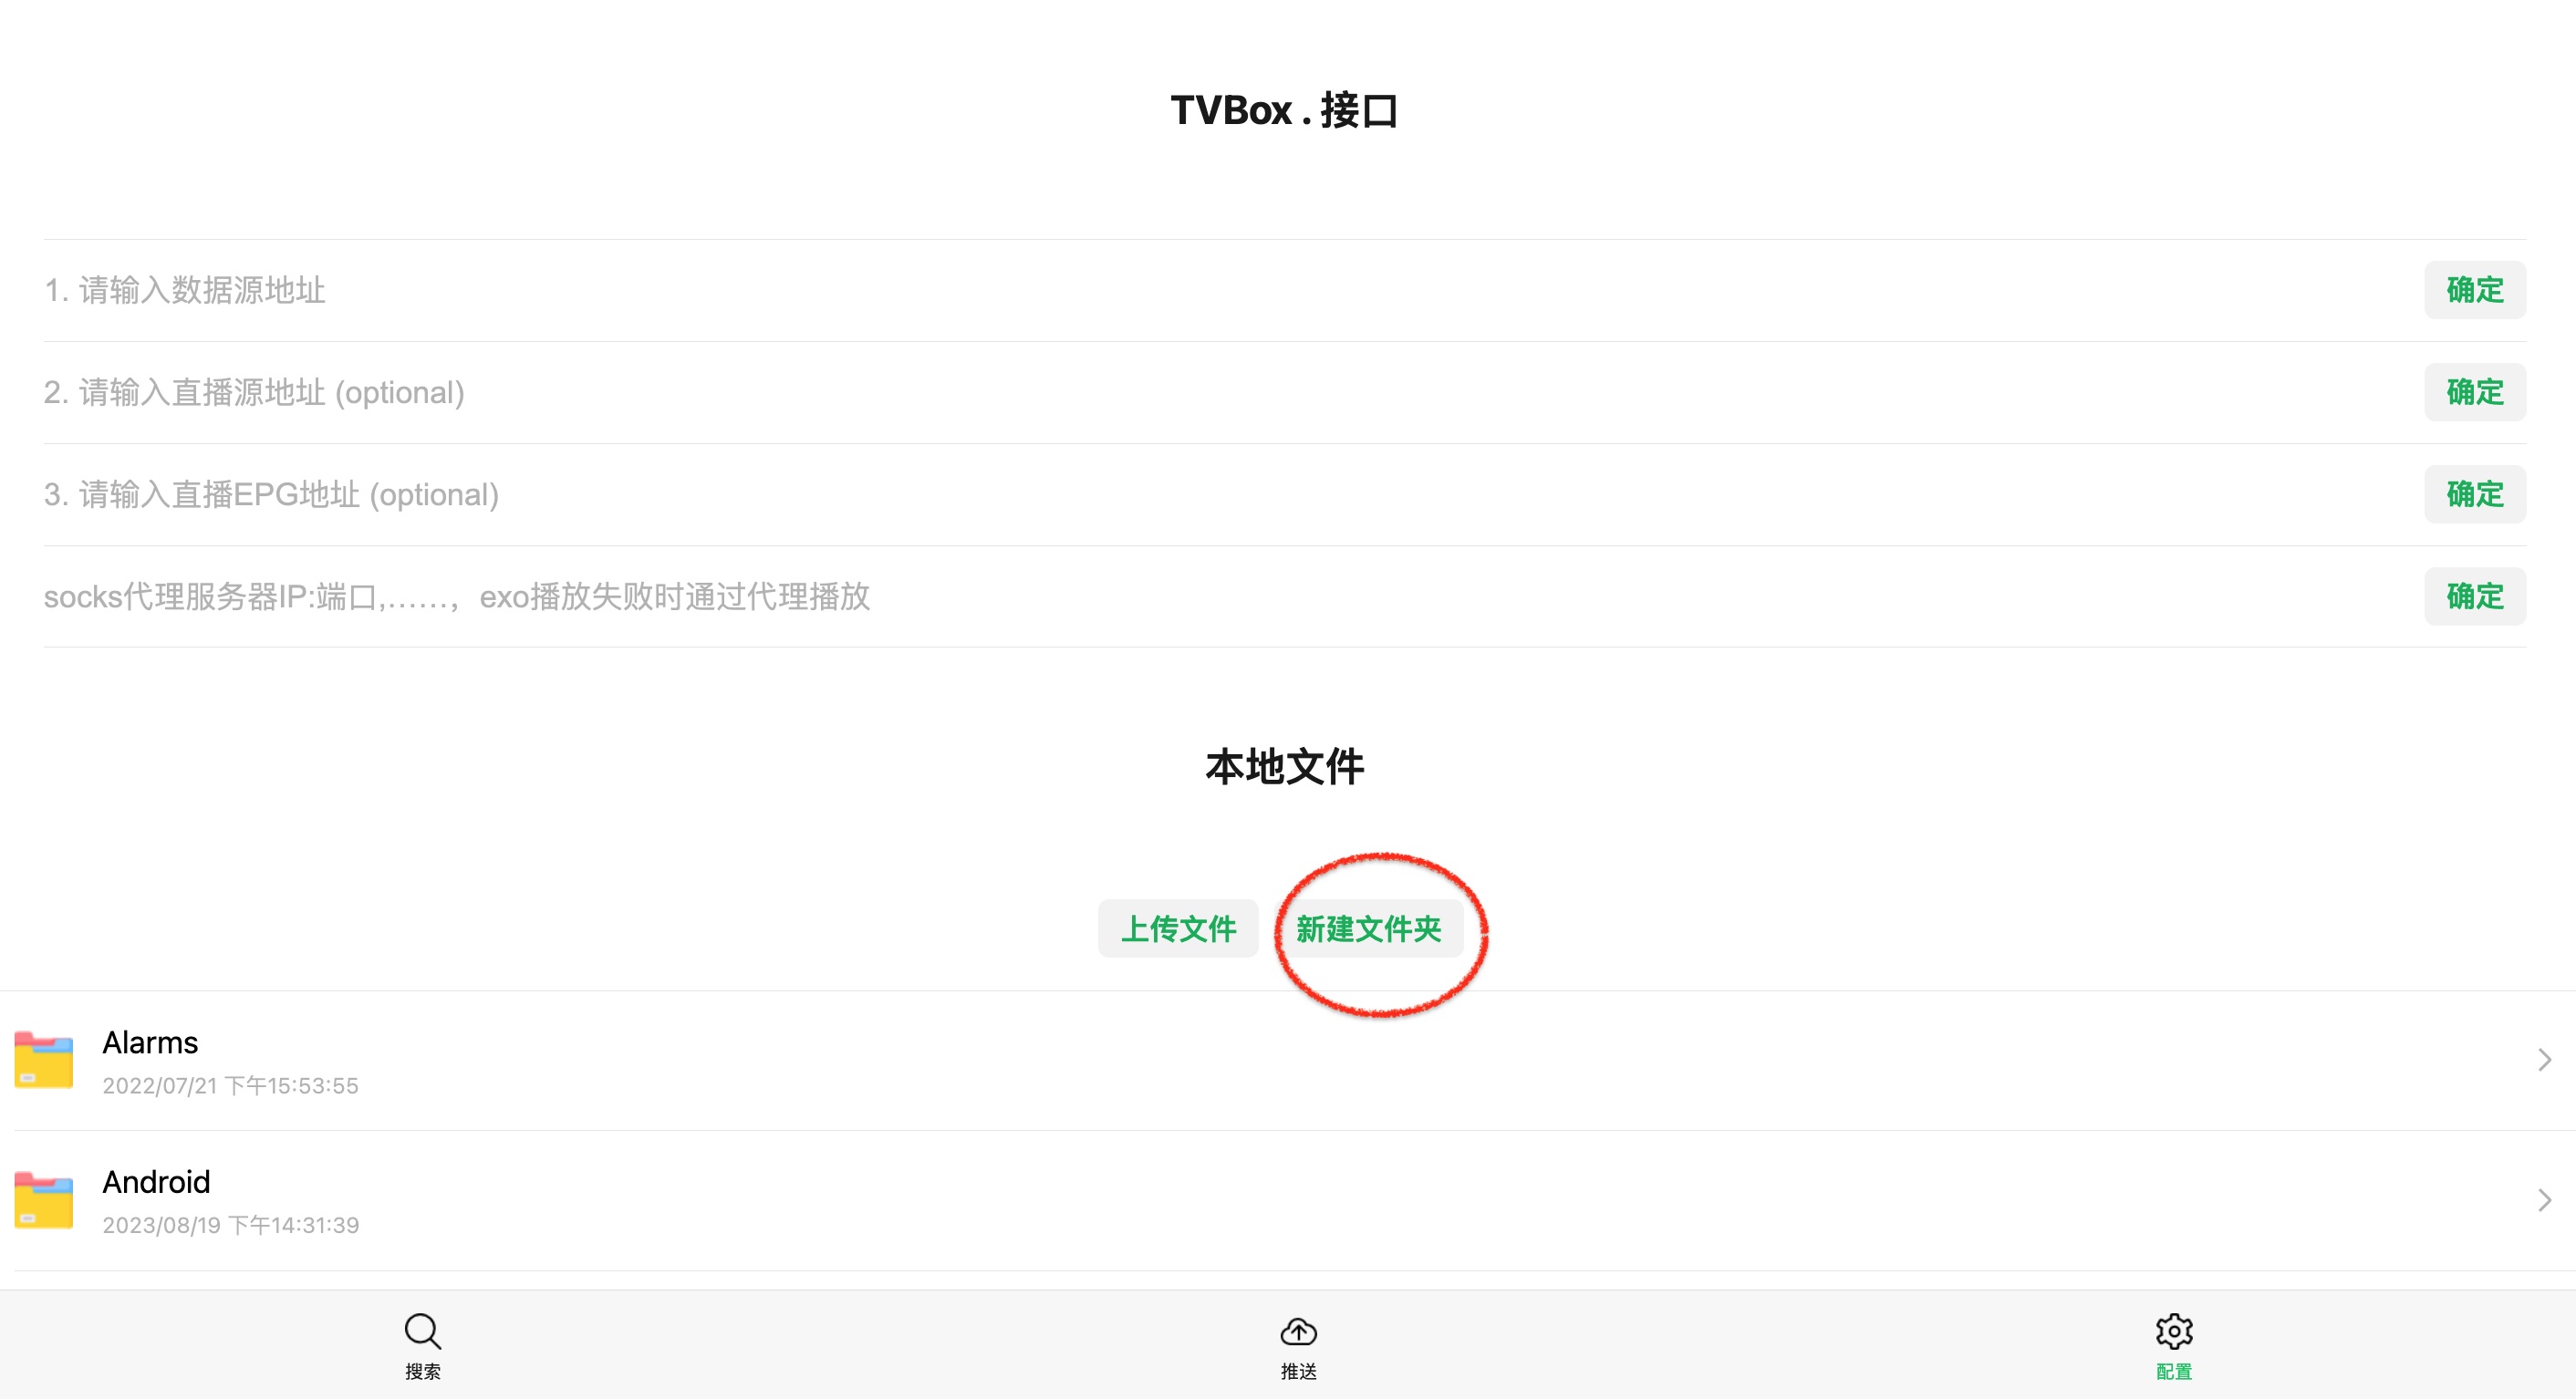 TVBox . 接口
1. 请输入数据源地址
确定
2. 请输入直播源地址 (optional)
确定
3. 请输入直播EPG地址 (optional)
确定
socks代理服务器IP:端口,……，exo播放失败时通过代理播放
确定
本地文件
上传文件
新建文件夹
Alarms
2022/07/21 下午15:53:55
Android
2023/08/19 下午14:31:39
搜索
推送
配置